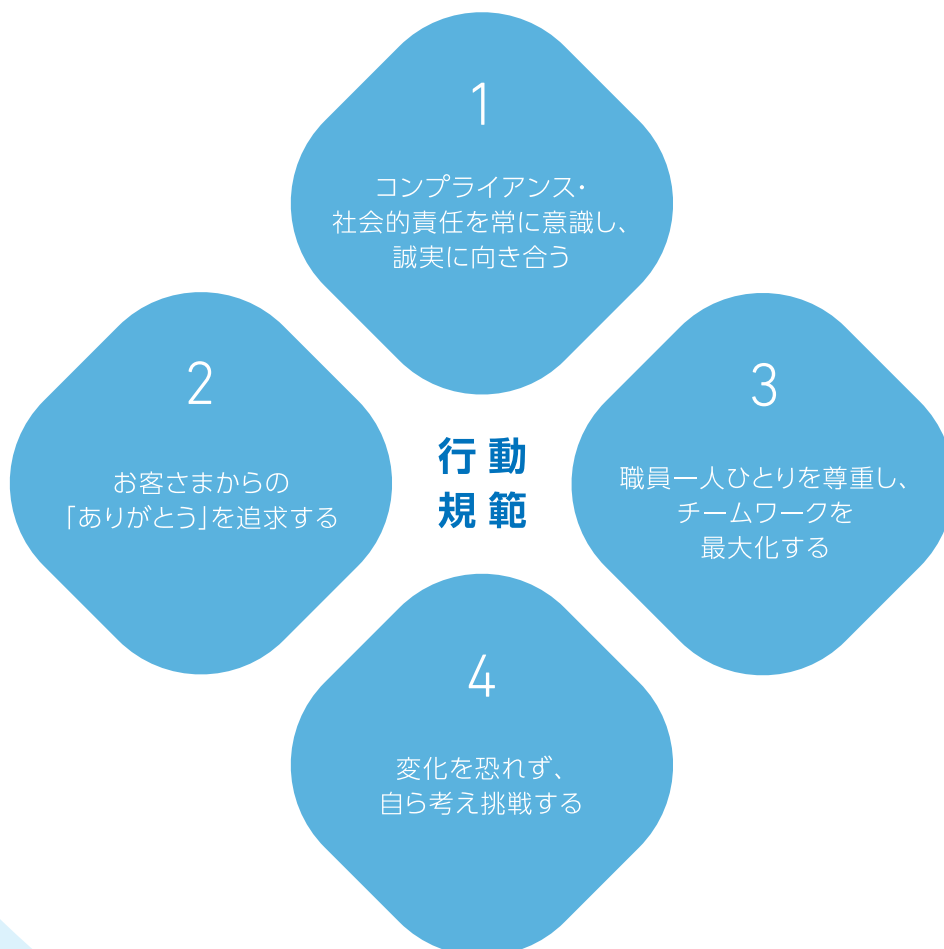 1
コンプライアンス・
社会的責任を常に意識し、
誠実に向き合う
2
お客さまからの
「ありがとう」を追求する
行動
規範
3
職員一人ひとりを尊重し、
チームワークを
最大化する
4
変化を恐れず、
自ら考え挑戦する